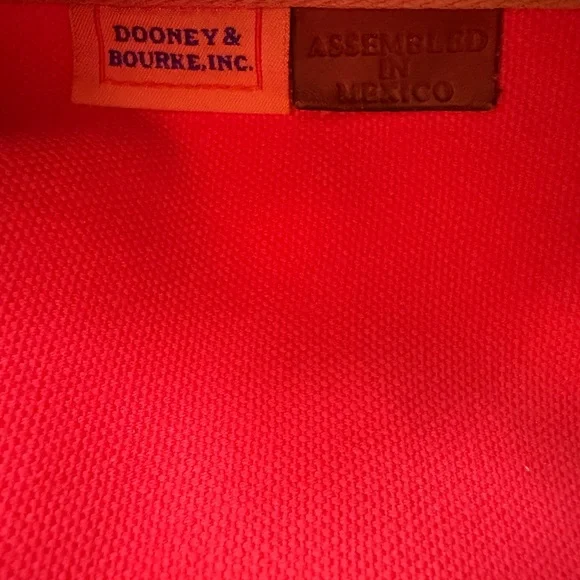 DOONEY &
BOURKE, INC.
ASSEMBLED
IN
MEXICO